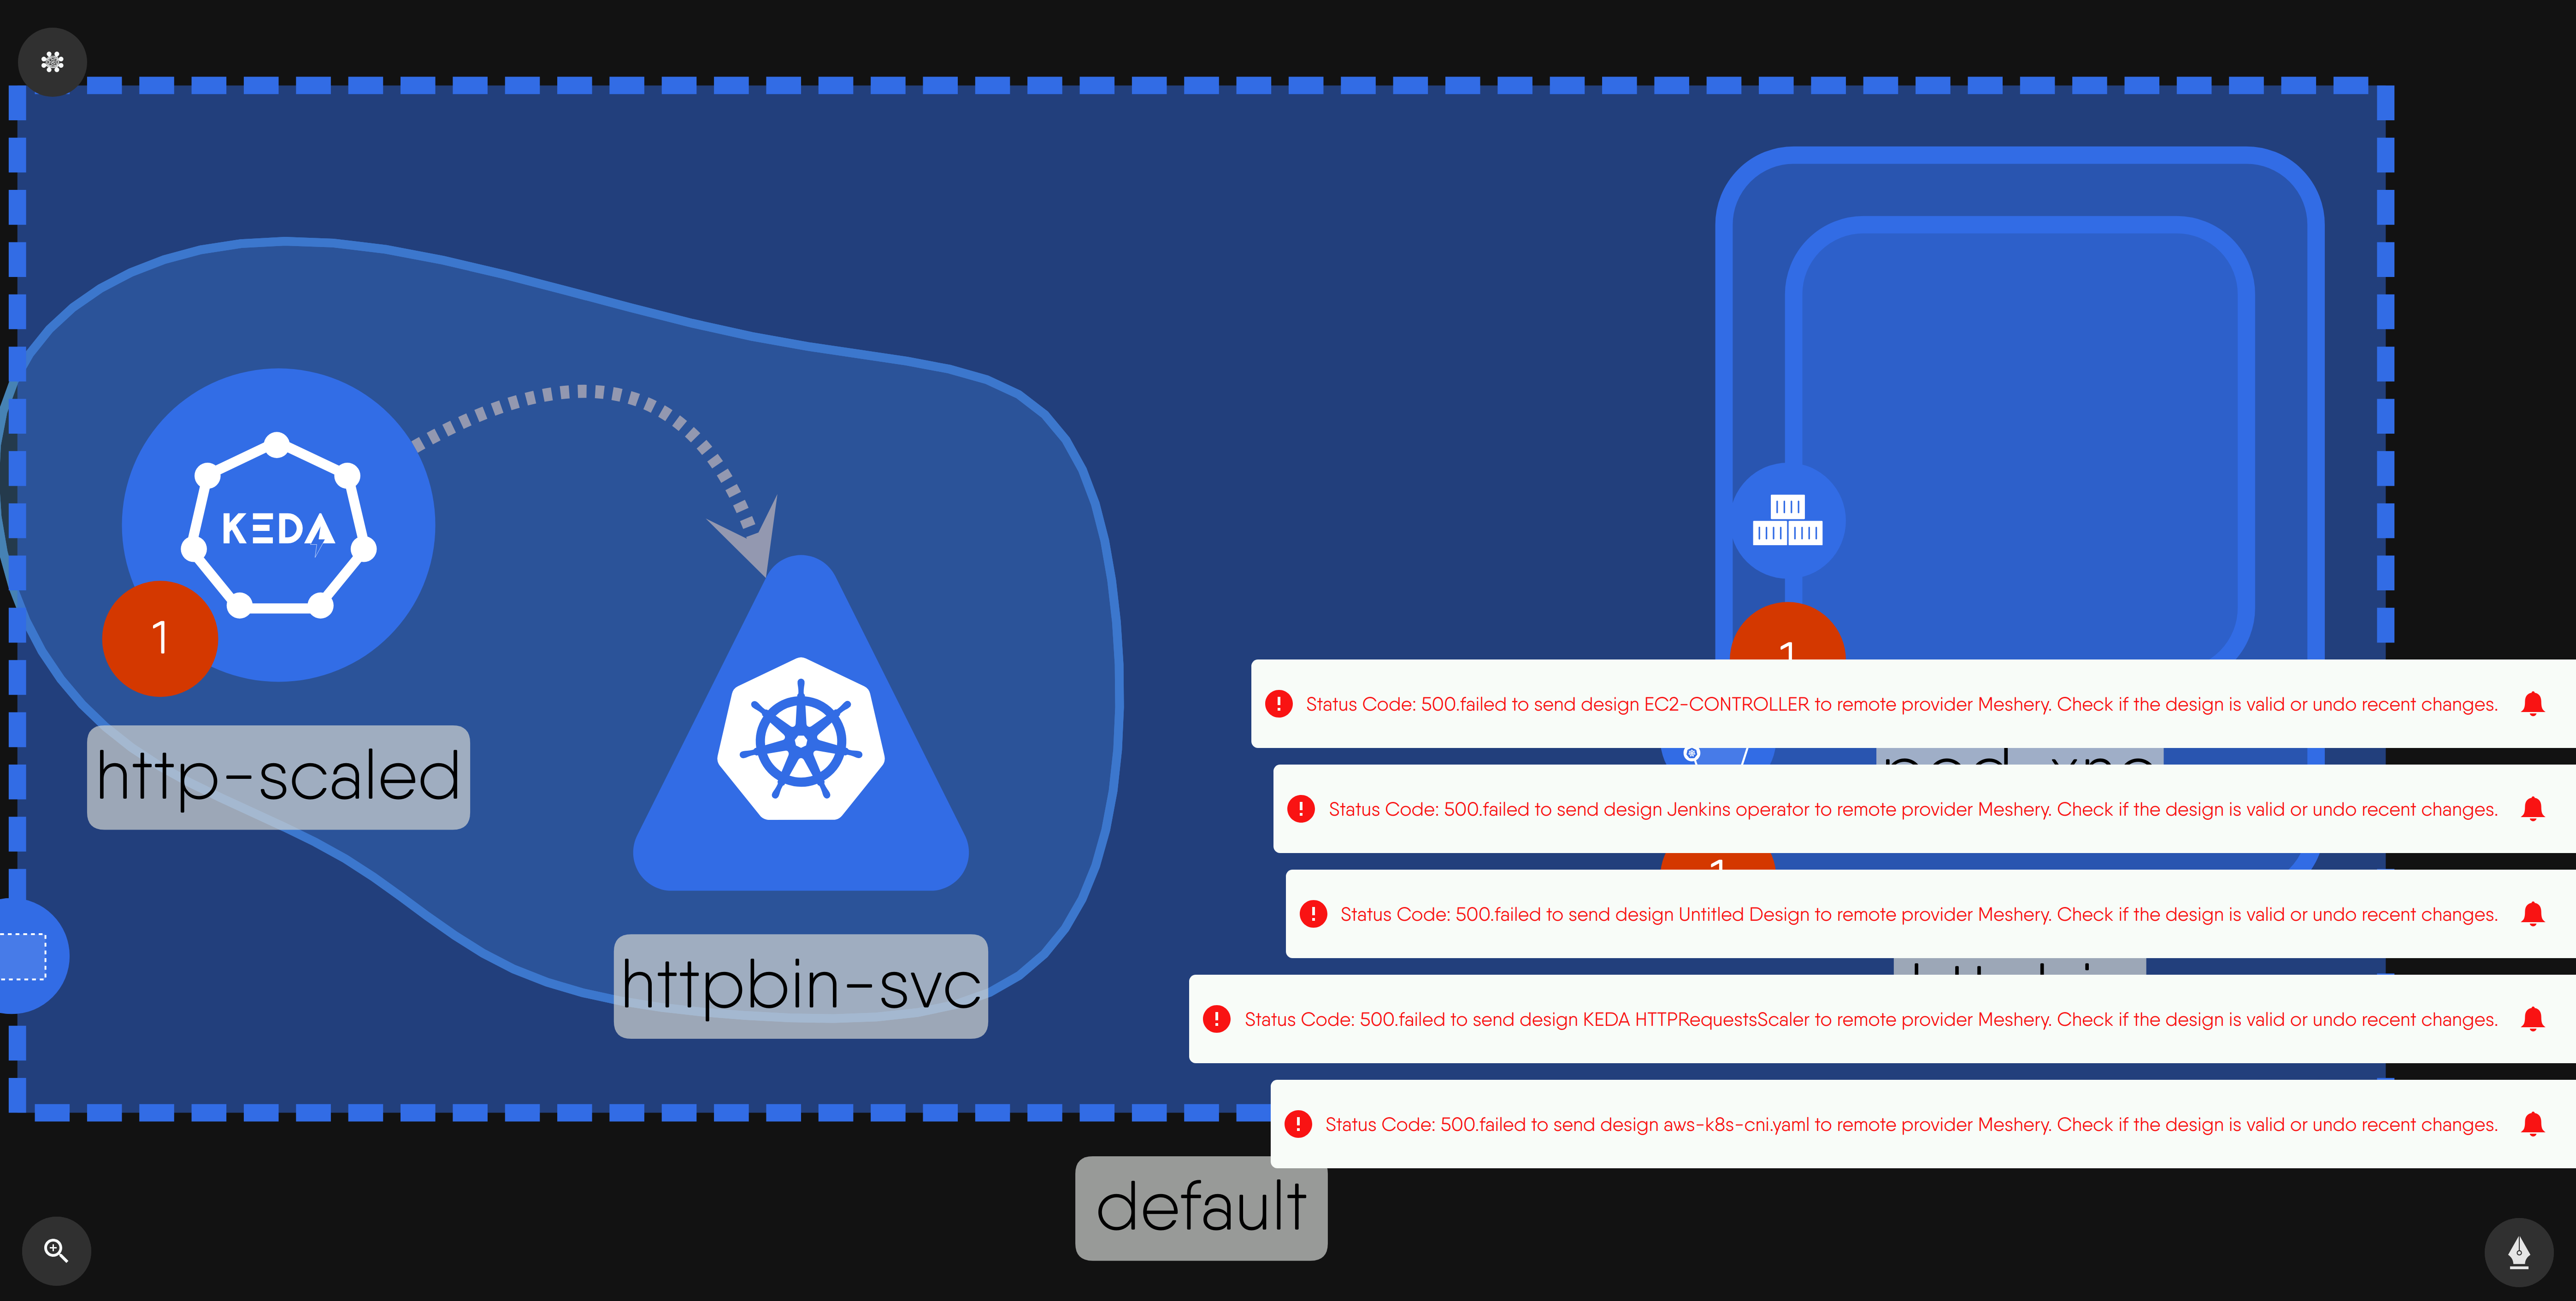 KEDA
1
http-scaled
httpbin-svc
1
Status Code: 500.failed to send design EC2-CONTROLLER to remote provider Meshery. Check if the design is valid or undo recent changes.
Status Code: 500.failed to send design Jenkins operator to remote provider Meshery. Check if the design is valid or undo recent changes.
1
Status Code: 500.failed to send design Untitled Design to remote provider Meshery. Check if the design is valid or undo recent changes.
Status Code: 500.failed to send design KEDA HTTPRequestsScaler to remote provider Meshery. Check if the design is valid or undo recent changes.
Status Code: 500.failed to send design aws-k8s-cni.yaml to remote provider Meshery. Check if the design is valid or undo recent changes.
default